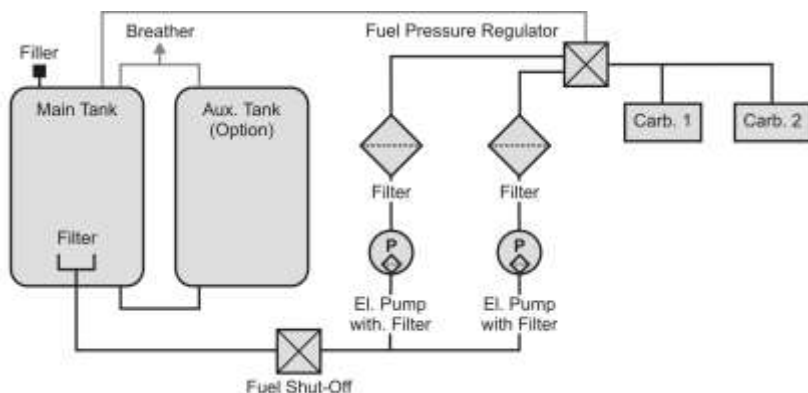 Breather
Fuel Pressure Regulator
Filler
Main Tank
Aux. Tank
(Option)
Carb. 1
Carb. 2
Filter
Filter
Filter
P
P
El. Pump
with. Filter
El. Pump
with Filter
Fuel Shut-Off